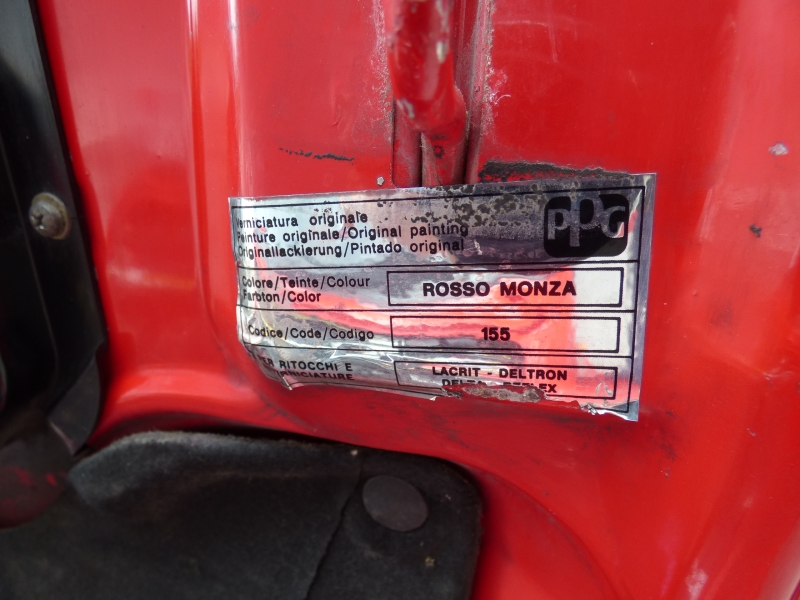 Verniciatura originale
Peinture originale/Original painting
Originallackierung/Pintado original
PPG
Colore/Teinte/Colour
Farbton/Color
ROSSO MONZA
Codice/Code/Codigo
155
PER RITOCCHI E
LACRIT - DELTRON